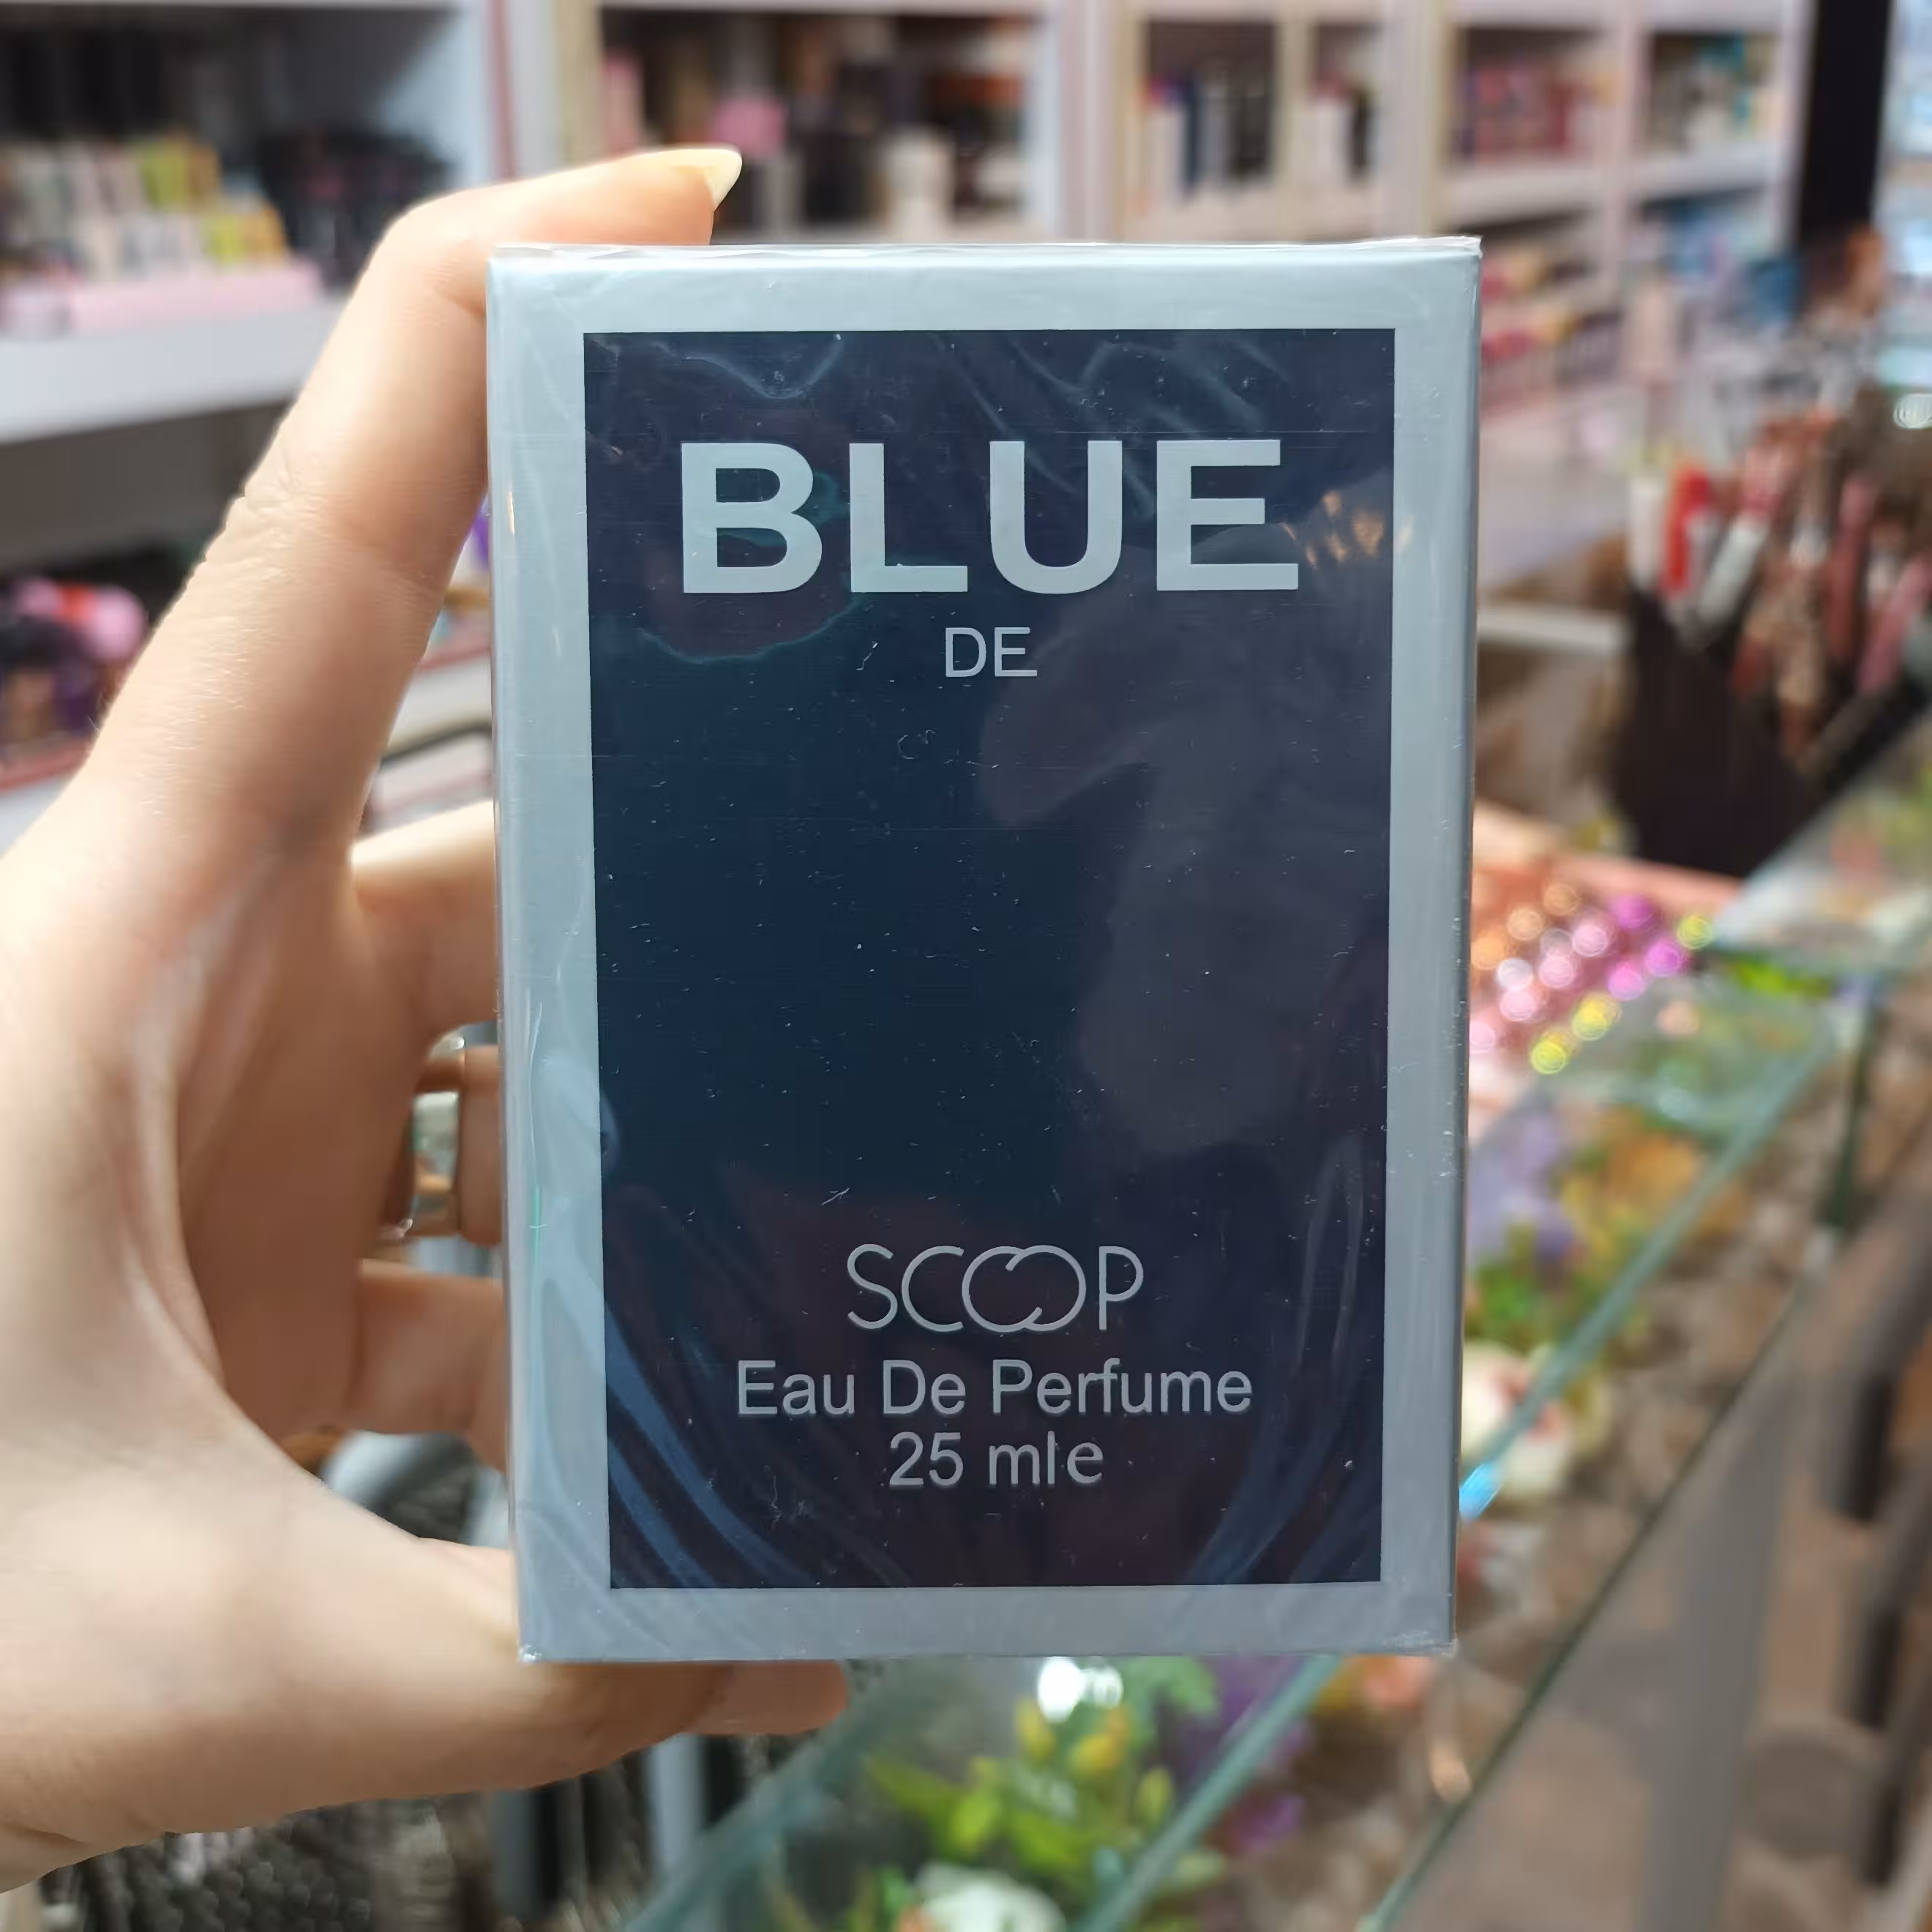 BLUE
DE
SCOOP
Eau De Perfume
25 mle